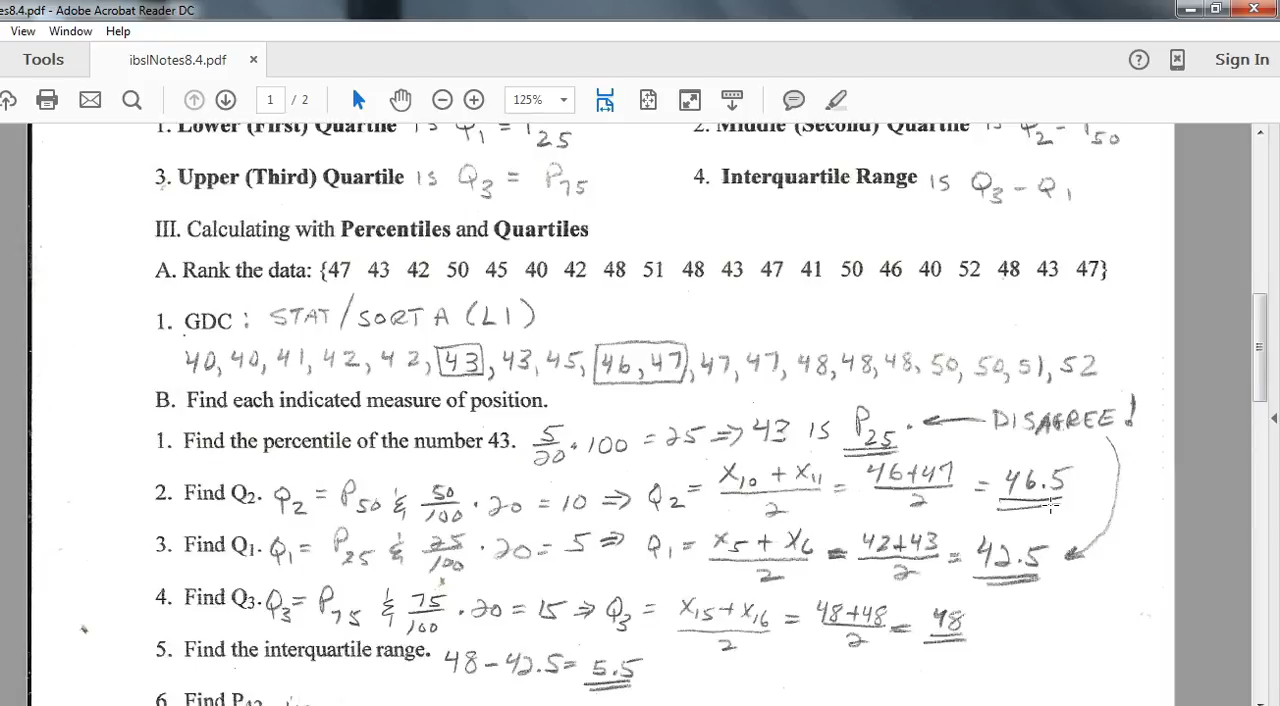 es8.4.pdf - Adobe Acrobat Reader DC
View Window Help
Tools ibslNotes8.4.pdf × Sign In
1 / 2 125%
1. Lower (First) Quartile is Q1 = P25 2. Middle (Second) Quartile is Q2 - P50
3. Upper (Third) Quartile is Q3 = P75 4. Interquartile Range is Q3 - Q1
III. Calculating with Percentiles and Quartiles
A. Rank the data: {47 43 42 50 45 40 42 48 51 48 43 47 41 50 46 40 52 48 43 47}
1. GDC : STAT/SORT A (L1)
40, 40, 41, 42, 42, 43, 43, 45, 46, 47, 47, 47, 48, 48, 48, 50, 50, 51, 52
B. Find each indicated measure of position.
1. Find the percentile of the number 43. 5/20 · 100 = 25 => 43 is P25. ← DISAGREE!
2. Find Q2. Q2 = P50 & 50/100 · 20 = 10 => Q2 = (x10 + x11)/2 = (46+47)/2 = 46.5
3. Find Q1. Q1 = P25 & 25/100 · 20 = 5 => Q1 = (x5 + x6)/2 = (42+43)/2 = 42.5
4. Find Q3. Q3 = P75 & 75/100 · 20 = 15 => Q3 = (x15 + x16)/2 = (48+48)/2 = 48
5. Find the interquartile range. 48 - 42.5 = 5.5
6. Find P42